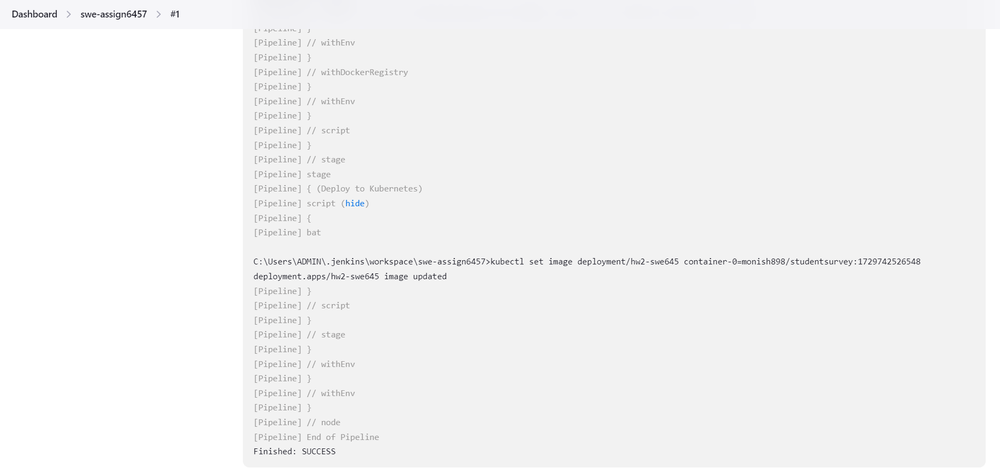 Dashboard > swe-assign6457 > #1
[Pipeline] }
[Pipeline] // withEnv
[Pipeline] }
[Pipeline] // withDockerRegistry
[Pipeline] }
[Pipeline] // withEnv
[Pipeline] }
[Pipeline] // script
[Pipeline] }
[Pipeline] // stage
[Pipeline] stage
[Pipeline] { (Deploy to Kubernetes)
[Pipeline] script (hide)
[Pipeline] {
[Pipeline] bat
C:\Users\ADMIN\.jenkins\workspace\swe-assign6457>kubectl set image deployment/hw2-swe645 container-0=monish898/studentsurvey:1729742526548
deployment.apps/hw2-swe645 image updated
[Pipeline] }
[Pipeline] // script
[Pipeline] }
[Pipeline] // stage
[Pipeline] }
[Pipeline] // withEnv
[Pipeline] }
[Pipeline] // withEnv
[Pipeline] }
[Pipeline] // node
[Pipeline] End of Pipeline
Finished: SUCCESS